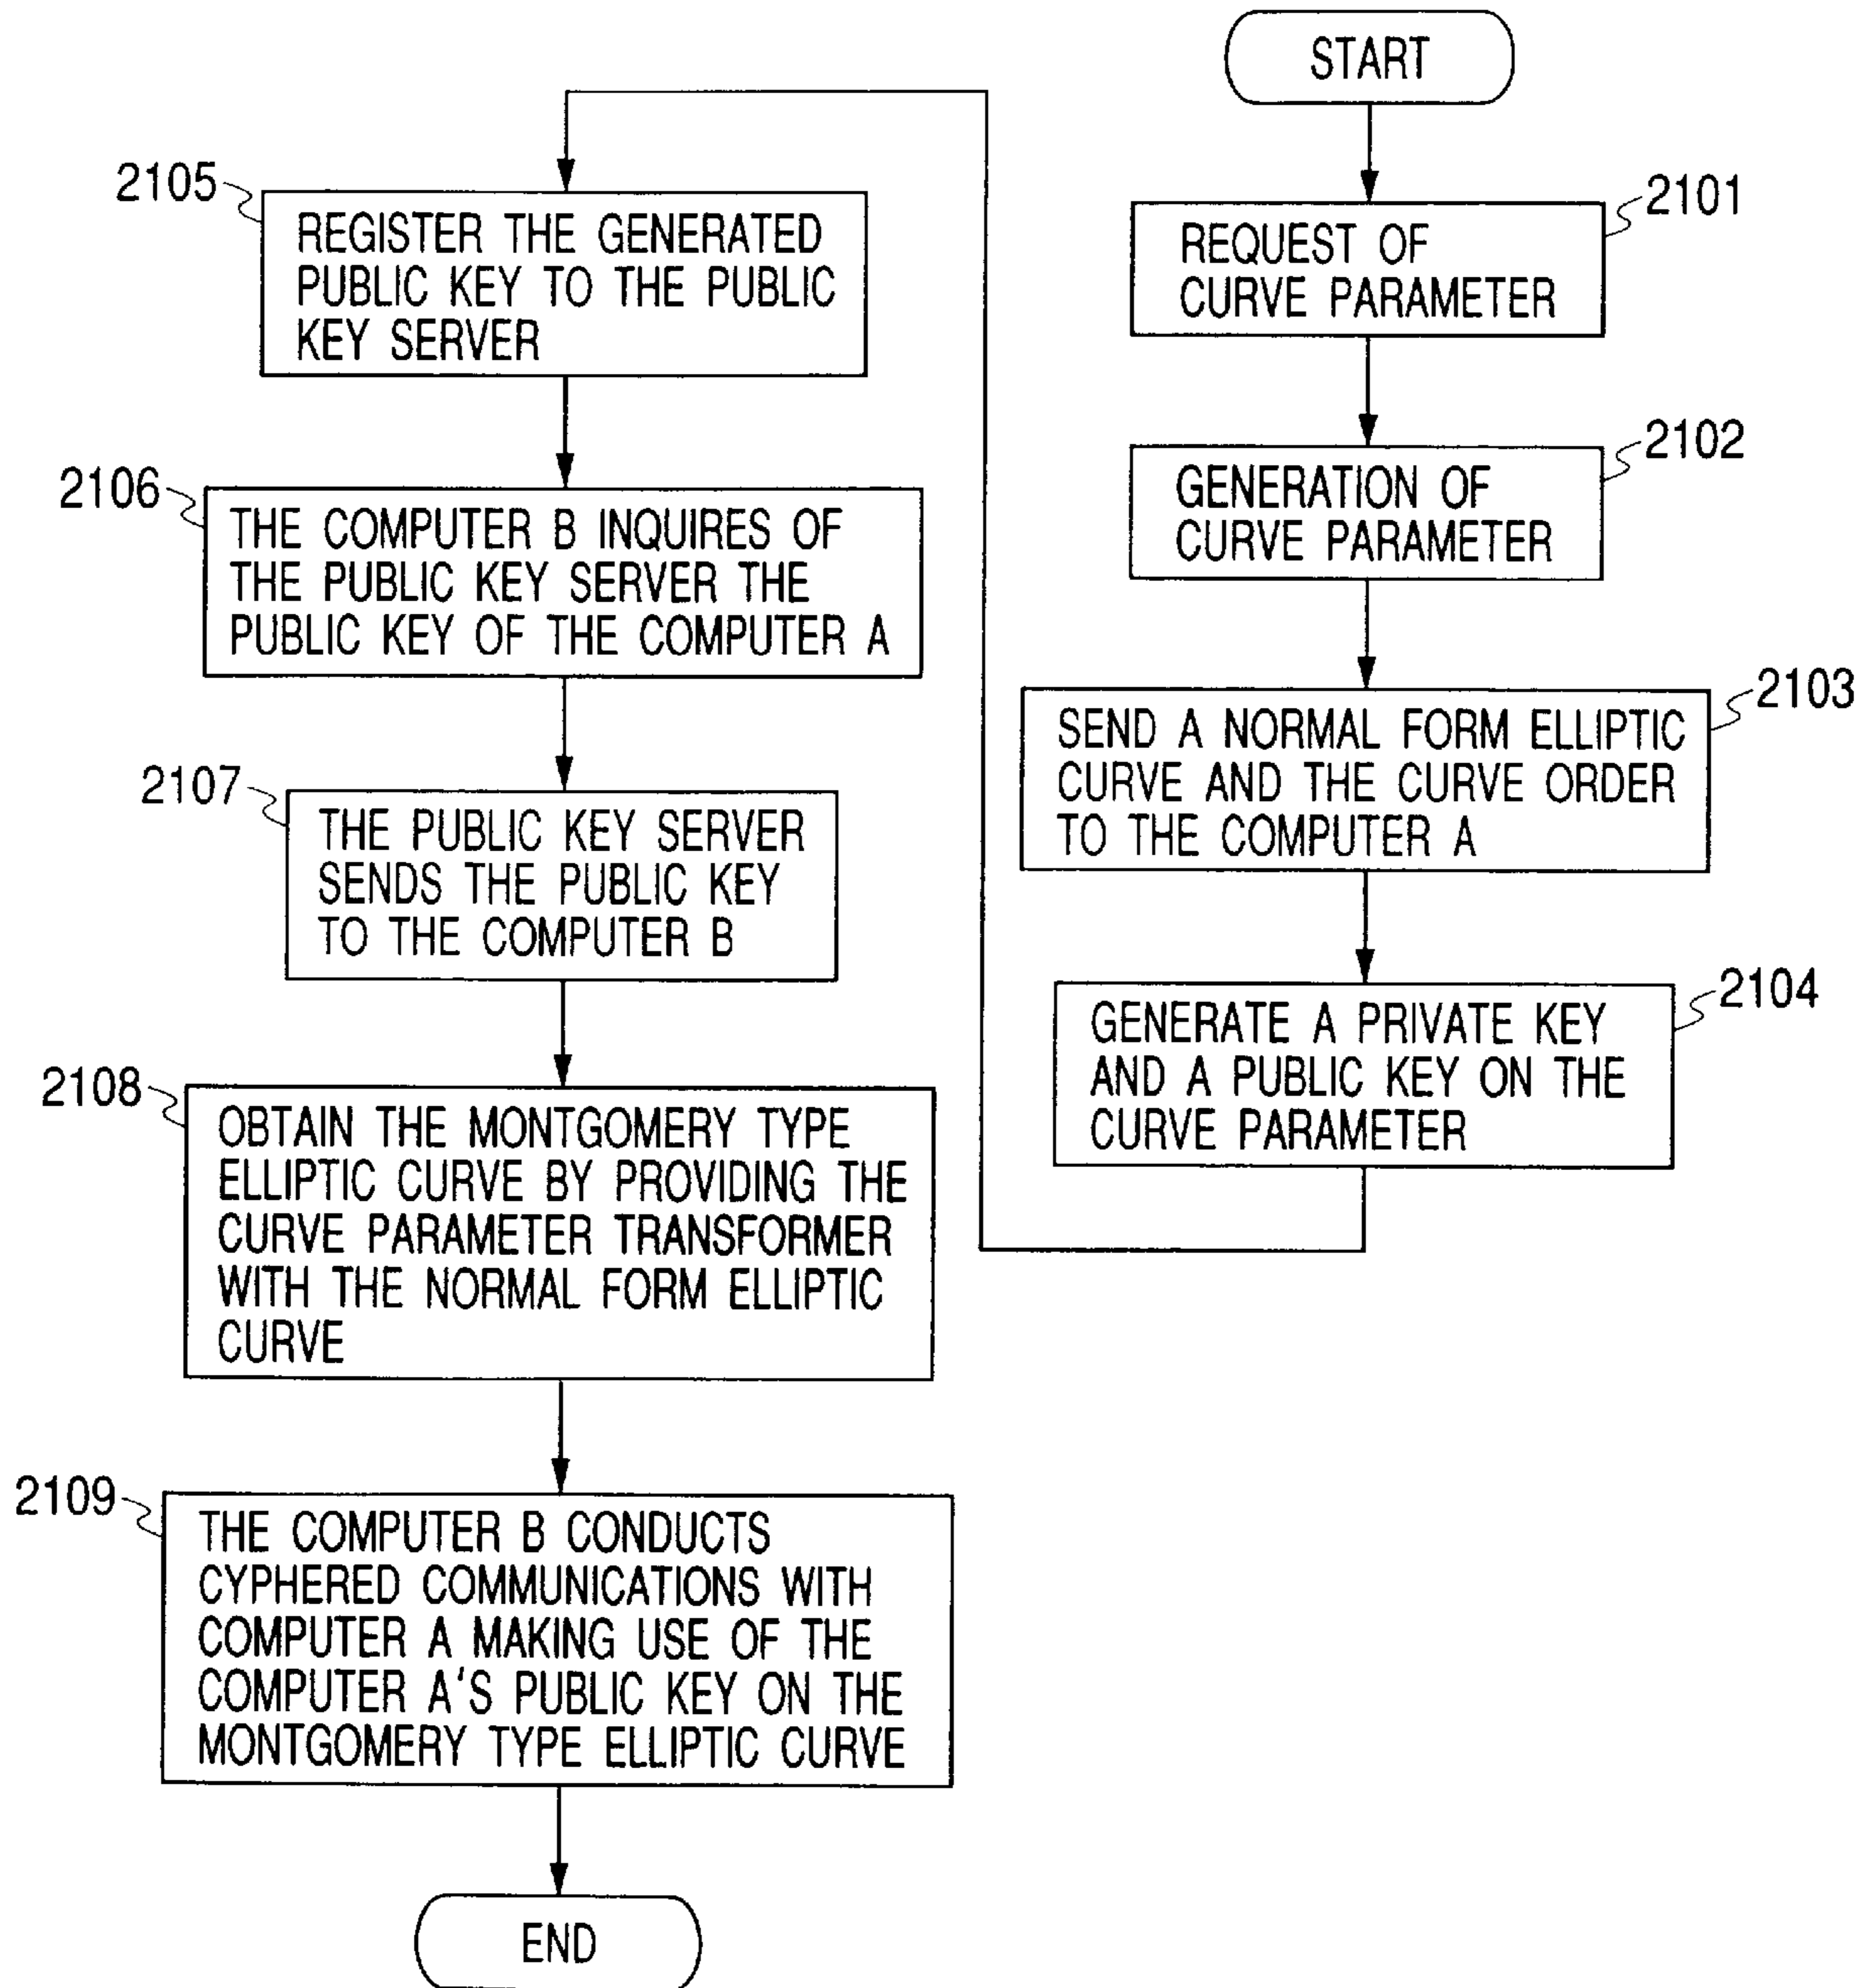 START
2101
REQUEST OF
CURVE PARAMETER
2102
GENERATION OF
CURVE PARAMETER
2103
SEND A NORMAL FORM ELLIPTIC
CURVE AND THE CURVE ORDER
TO THE COMPUTER A
2104
GENERATE A PRIVATE KEY
AND A PUBLIC KEY ON THE
CURVE PARAMETER
2105
REGISTER THE GENERATED
PUBLIC KEY TO THE PUBLIC
KEY SERVER
2106
THE COMPUTER B INQUIRES OF
THE PUBLIC KEY SERVER THE
PUBLIC KEY OF THE COMPUTER A
2107
THE PUBLIC KEY SERVER
SENDS THE PUBLIC KEY
TO THE COMPUTER B
2108
OBTAIN THE MONTGOMERY TYPE
ELLIPTIC CURVE BY PROVIDING THE
CURVE PARAMETER TRANSFORMER
WITH THE NORMAL FORM ELLIPTIC
CURVE
2109
THE COMPUTER B CONDUCTS
CYPHERED COMMUNICATIONS WITH
COMPUTER A MAKING USE OF THE
COMPUTER A'S PUBLIC KEY ON THE
MONTGOMERY TYPE ELLIPTIC CURVE
END